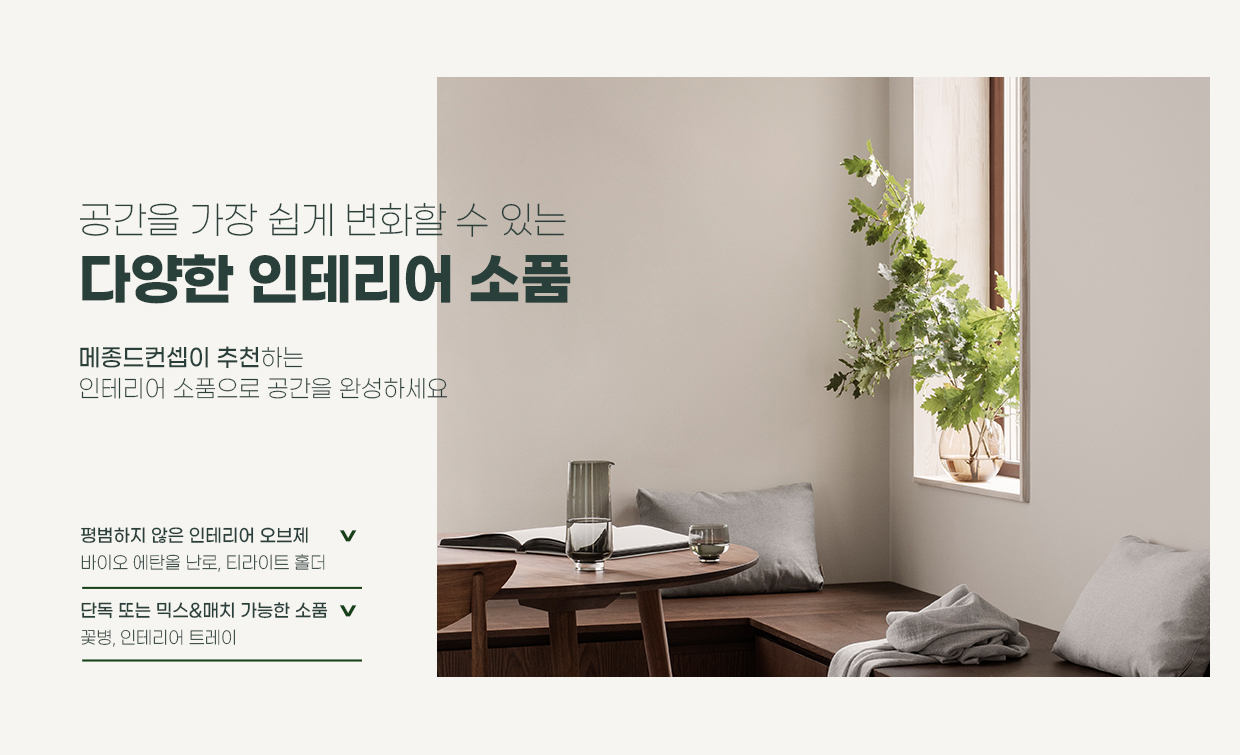 공간을 가장 쉽게 변화할 수 있는
다양한 인테리어 소품
메종드컨셉이 추천하는
인테리어 소품으로 공간을 완성하세요
평범하지 않은 인테리어 오브제
바이오 에탄올 난로, 티라이트 홀더
단독 또는 믹스&매치 가능한 소품
꽃병, 인테리어 트레이